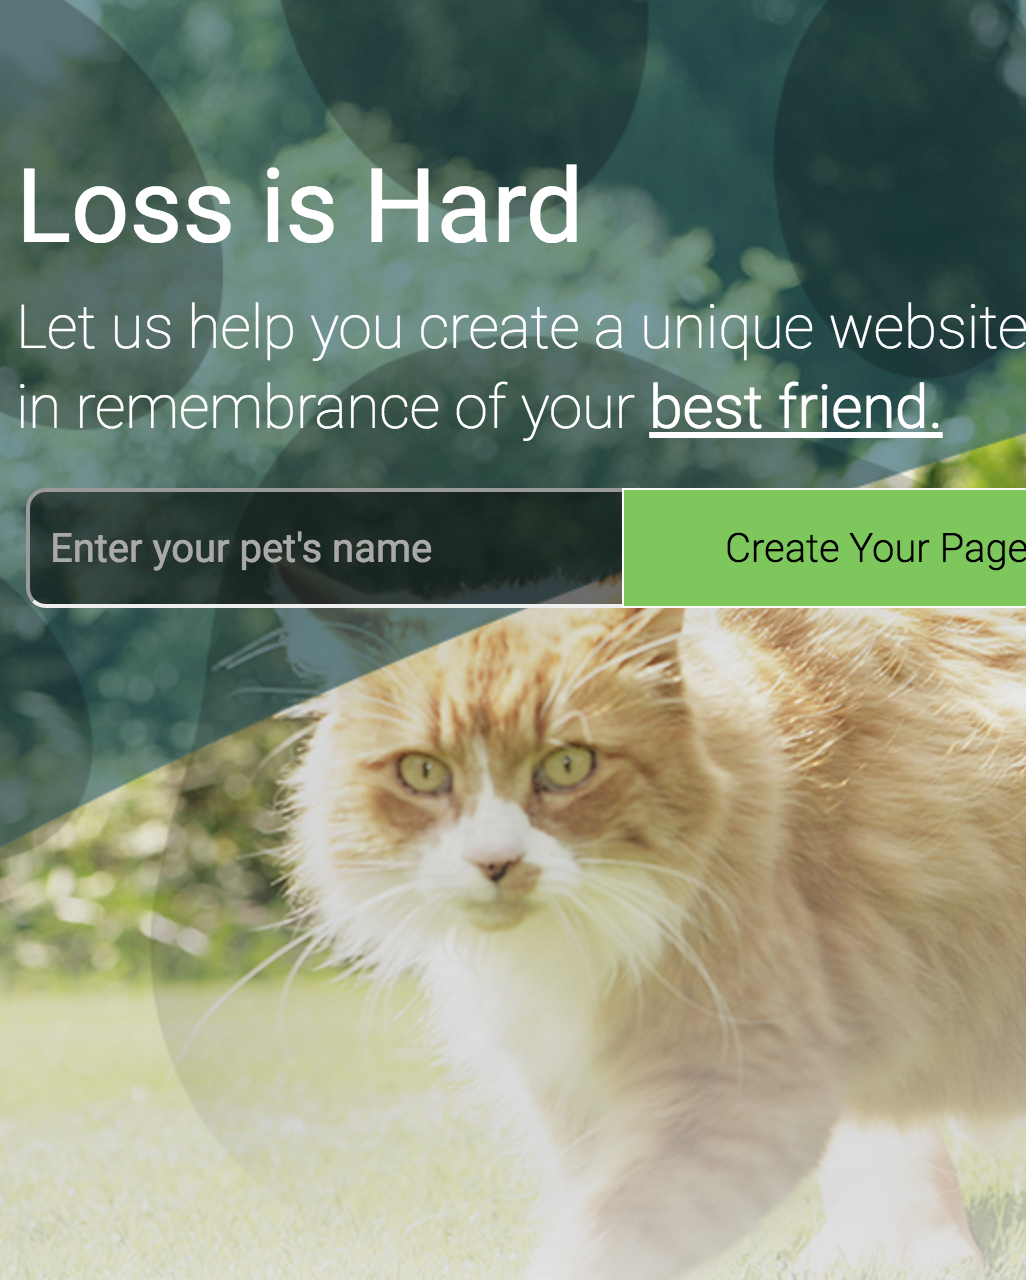 Loss is Hard
Let us help you create a unique website
in remembrance of your best friend.
Enter your pet's name
Create Your Page